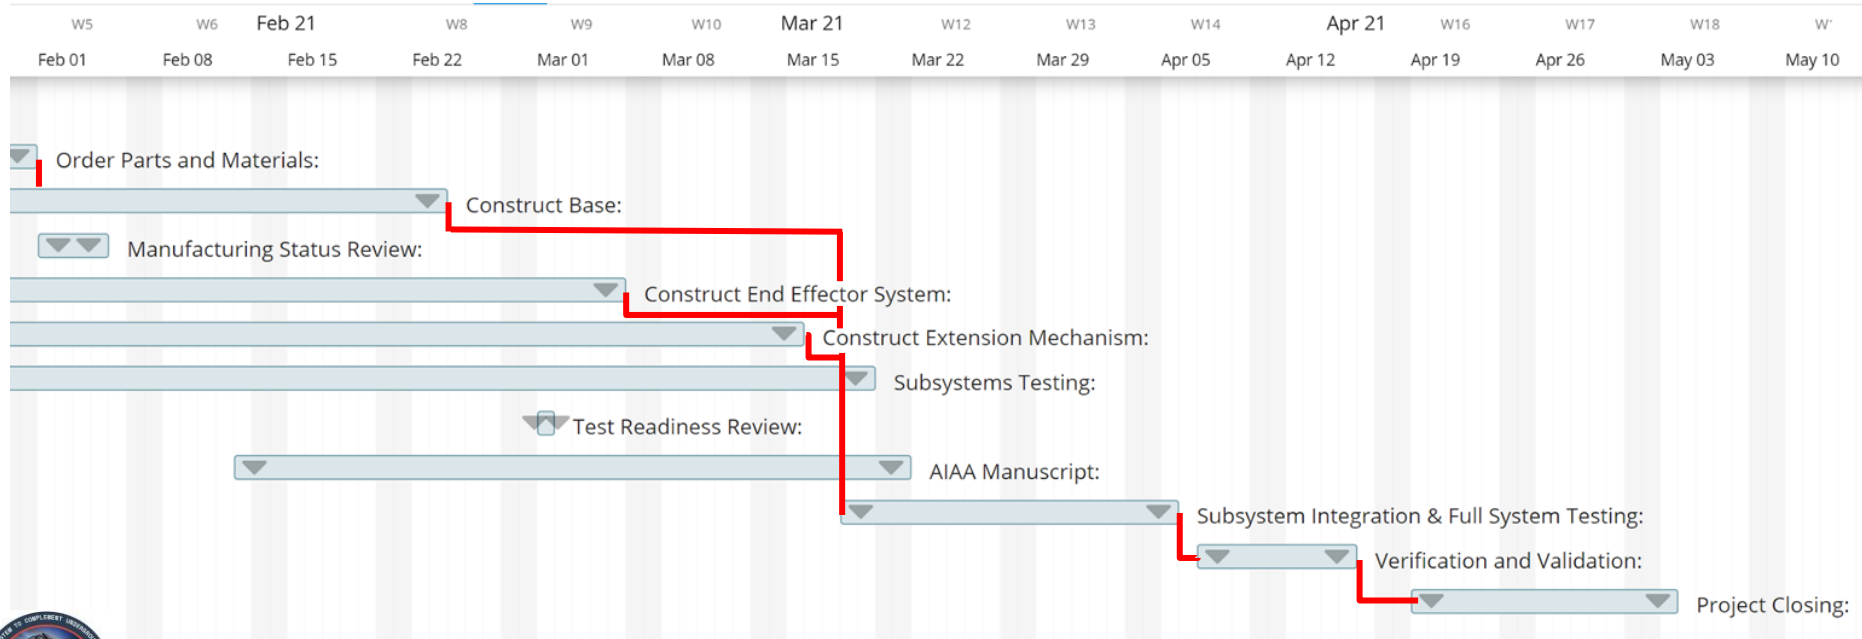 W5 W6 Feb 21 W8 W9 W10 Mar 21 W12 W13 W14 Apr 21 W16 W17 W18
Feb 01 Feb 08 Feb 15 Feb 22 Mar 01 Mar 08 Mar 15 Mar 22 Mar 29 Apr 05 Apr 12 Apr 19 Apr 26 May 03 May 10
Order Parts and Materials:
Construct Base:
Manufacturing Status Review:
Construct End Effector System:
Construct Extension Mechanism:
Subsystems Testing:
Test Readiness Review:
AIAA Manuscript:
Subsystem Integration & Full System Testing:
Verification and Validation:
Project Closing:
TO COMPLEMENT